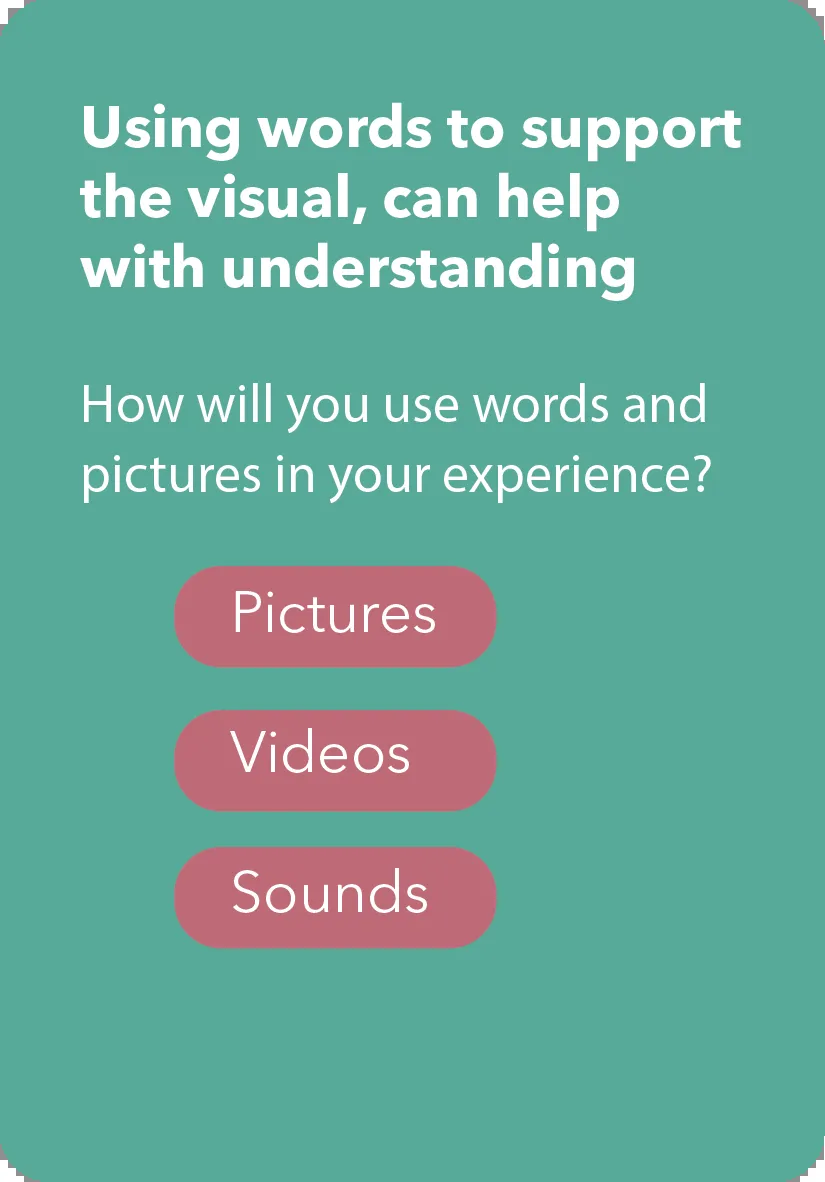 Using words to support
the visual, can help
with understanding
How will you use words and
pictures in your experience?
Pictures
Videos
Sounds